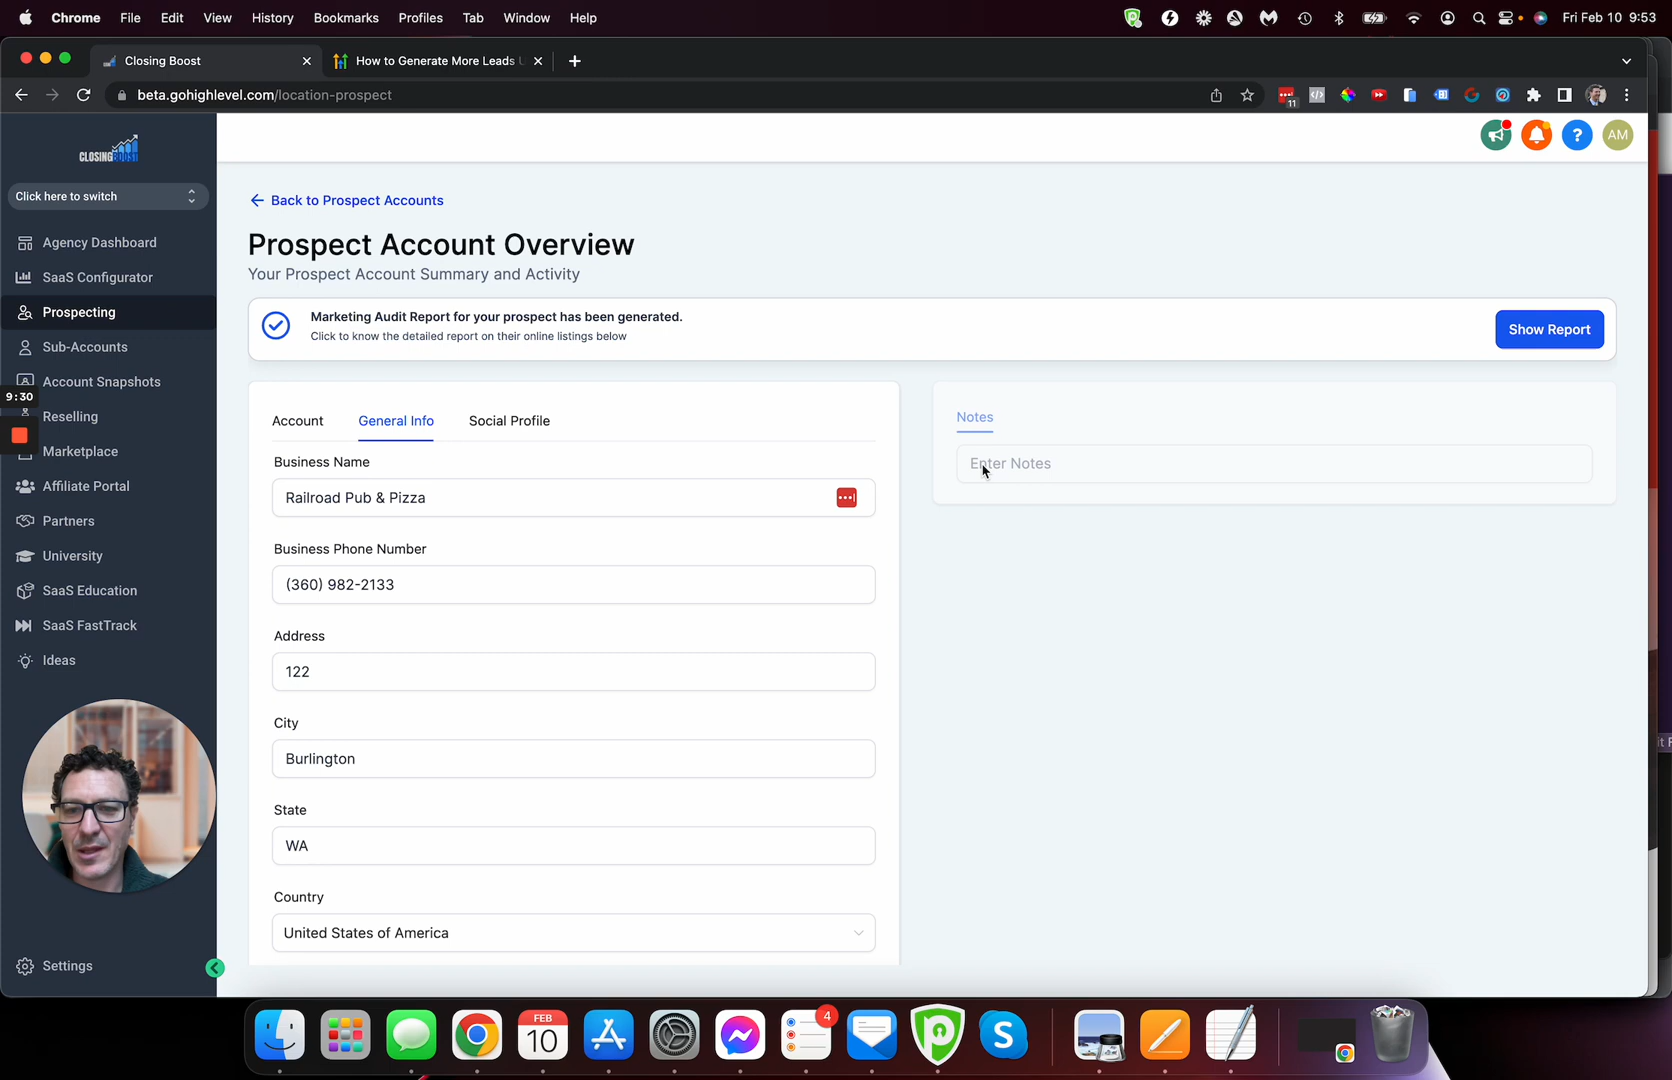 Chrome File Edit View History Bookmarks Profiles Tab Window Help Fri Feb 10 9:53
Closing Boost
How to Generate More Leads
beta.gohighlevel.com/location-prospect
11
CLOSINGBOOST
AM
Click here to switch
Agency Dashboard
SaaS Configurator
Prospecting
Sub-Accounts
Account Snapshots
9:30
Reselling
Marketplace
Affiliate Portal
Partners
University
SaaS Education
SaaS FastTrack
Ideas
Settings
Back to Prospect Accounts
Prospect Account Overview
Your Prospect Account Summary and Activity
Marketing Audit Report for your prospect has been generated.
Click to know the detailed report on their online listings below
Show Report
Account General Info Social Profile
Business Name
Railroad Pub & Pizza
Business Phone Number
(360) 982-2133
Address
122
City
Burlington
State
WA
Country
United States of America
Notes
Enter Notes
FEB
10
4